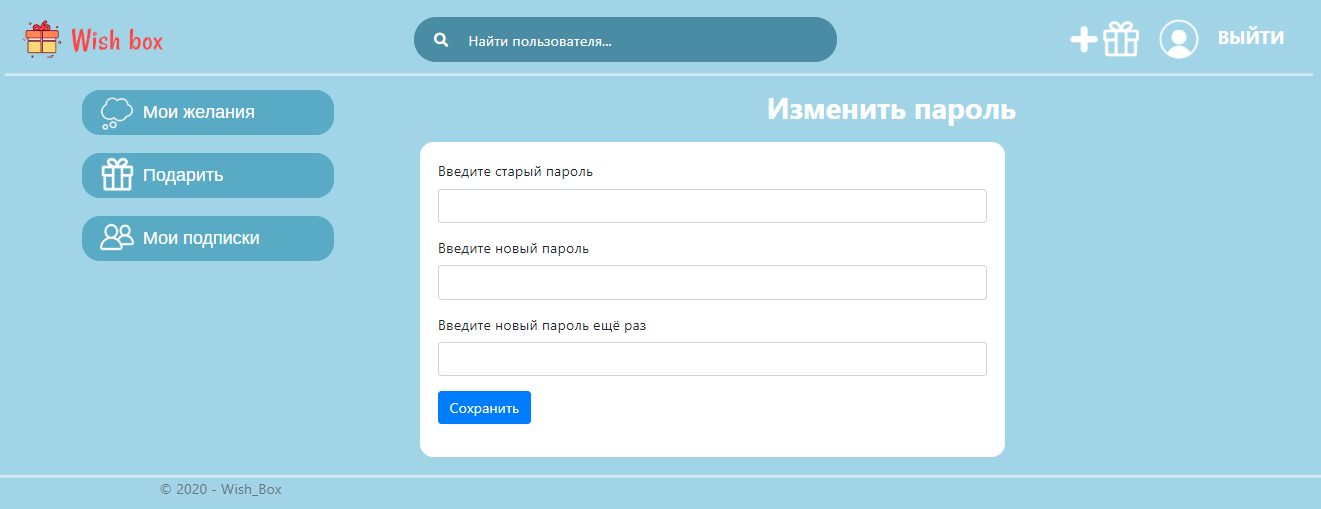 Wish box
Найти пользователя...
ВЫЙТИ
Мои желания
Подарить
Мои подписки
Изменить пароль
Введите старый пароль
Введите новый пароль
Введите новый пароль ещё раз
Сохранить
© 2020 - Wish_Box